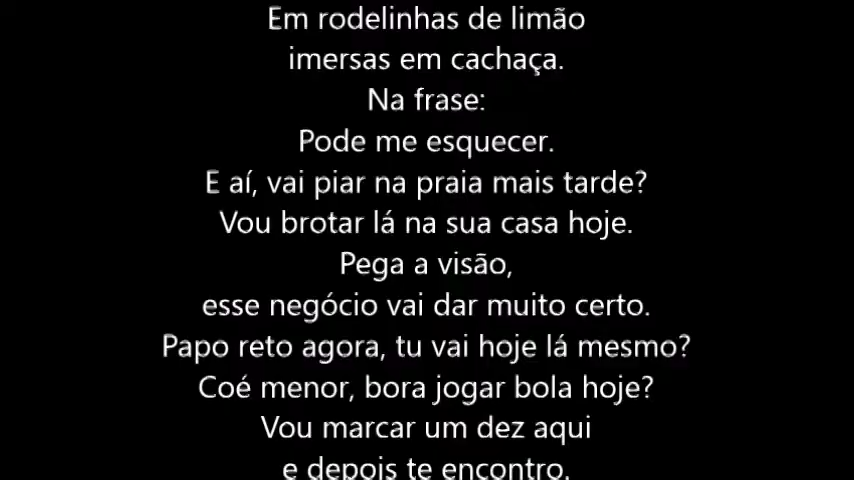 Em rodelinhas de limão
imersas em cachaça.
Na frase:
Pode me esquecer.
E aí, vai piar na praia mais tarde?
Vou brotar lá na sua casa hoje.
Pega a visão,
esse negócio vai dar muito certo.
Papo reto agora, tu vai hoje lá mesmo?
Coé menor, bora jogar bola hoje?
Vou marcar um dez aqui
e depois te encontro.